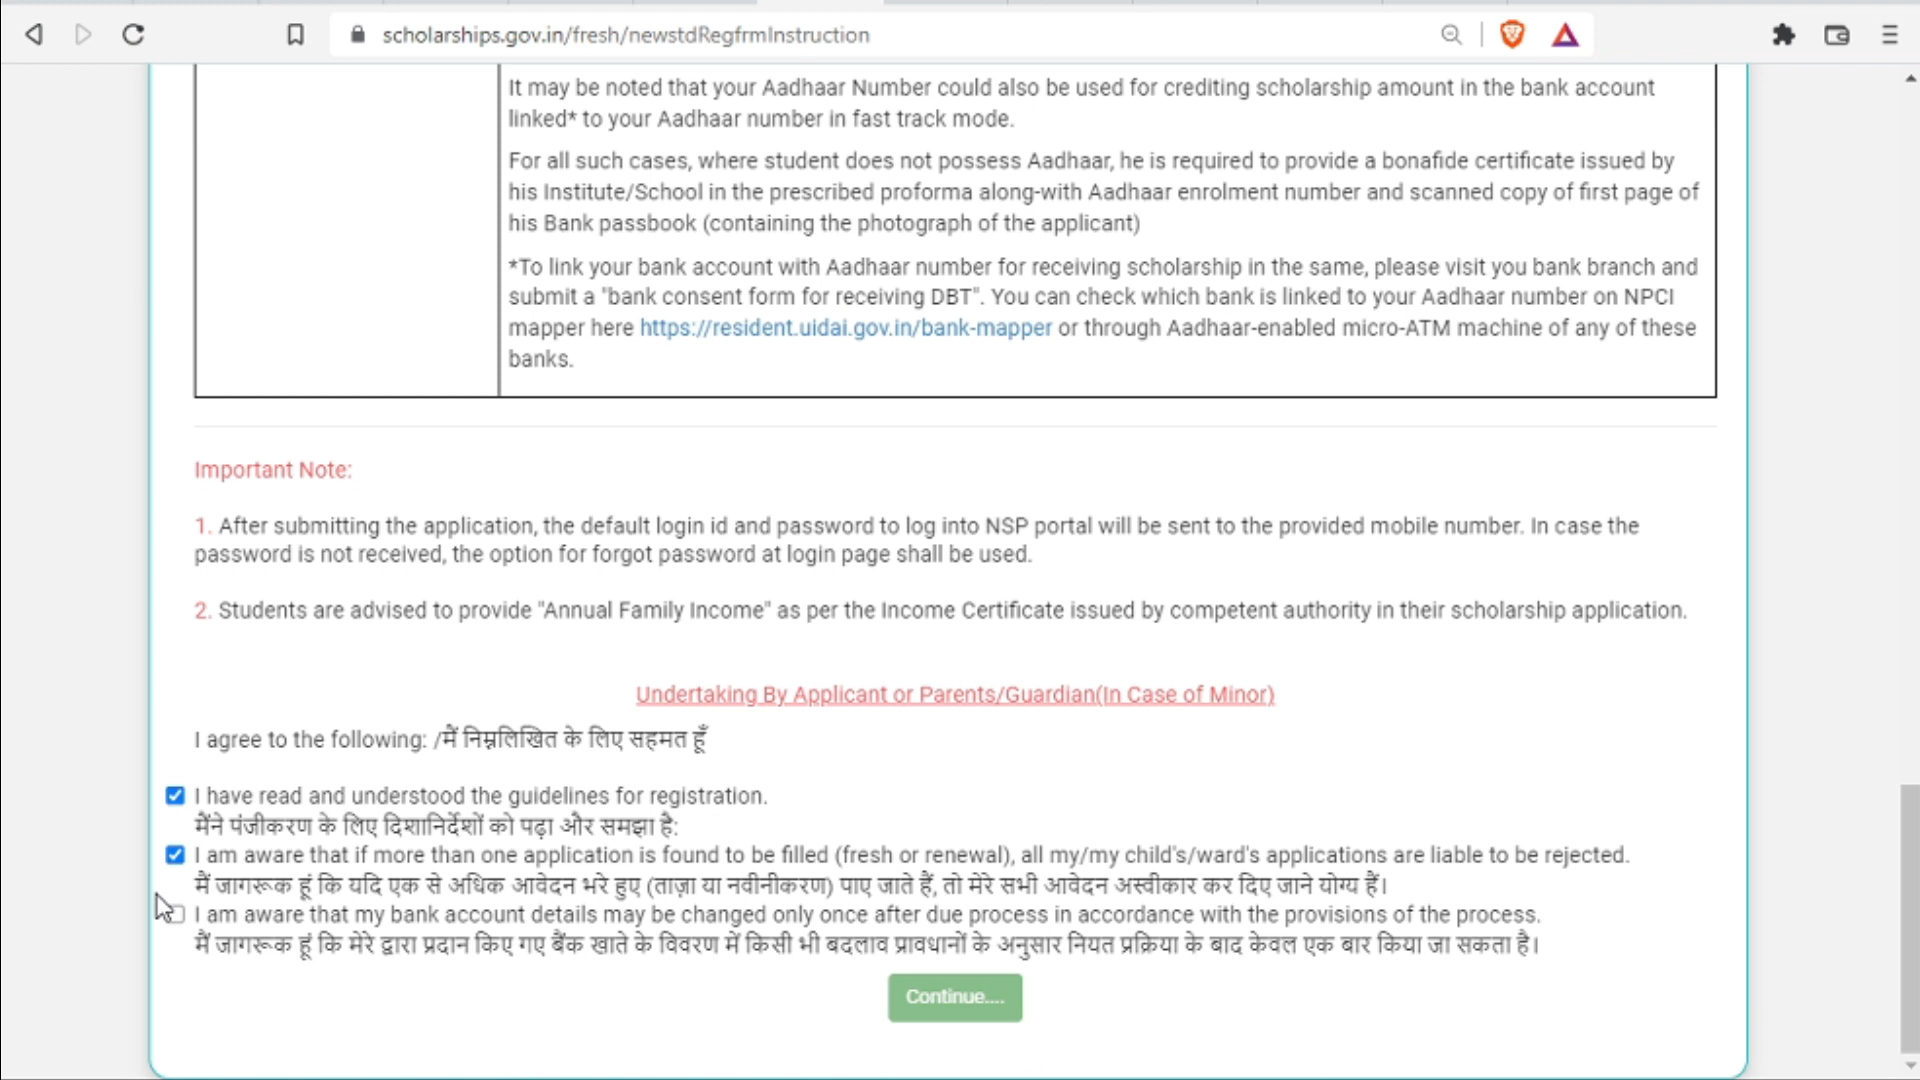 scholarships.gov.in/fresh/newstdRegfrmInstruction
It may be noted that your Aadhaar Number could also be used for crediting scholarship amount in the bank account
linked* to your Aadhaar number in fast track mode.
For all such cases, where student does not possess Aadhaar, he is required to provide a bonafide certificate issued by
his Institute/School in the prescribed proforma along-with Aadhaar enrolment number and scanned copy of first page of
his Bank passbook (containing the photograph of the applicant)
*To link your bank account with Aadhaar number for receiving scholarship in the same, please visit you bank branch and
submit a "bank consent form for receiving DBT". You can check which bank is linked to your Aadhaar number on NPCI
mapper here https://resident.uidai.gov.in/bank-mapper or through Aadhaar-enabled micro-ATM machine of any of these
banks.
Important Note:
1. After submitting the application, the default login id and password to log into NSP portal will be sent to the provided mobile number. In case the
password is not received, the option for forgot password at login page shall be used.
2. Students are advised to provide "Annual Family Income" as per the Income Certificate issued by competent authority in their scholarship application.
Undertaking By Applicant or Parents/Guardian(In Case of Minor)
I agree to the following: /मैं निम्नलिखित के लिए सहमत हूँ
I have read and understood the guidelines for registration.
मैंने पंजीकरण के लिए दिशानिर्देशों को पढ़ा और समझा है:
I am aware that if more than one application is found to be filled (fresh or renewal), all my/my child's/ward's applications are liable to be rejected.
मैं जागरूक हूं कि यदि एक से अधिक आवेदन भरे हुए (ताज़ा या नवीनीकरण) पाए जाते हैं, तो मेरे सभी आवेदन अस्वीकार कर दिए जाने योग्य हैं।
I am aware that my bank account details may be changed only once after due process in accordance with the provisions of the process.
मैं जागरूक हूं कि मेरे द्वारा प्रदान किए गए बैंक खाते के विवरण में किसी भी बदलाव प्रावधानों के अनुसार नियत प्रक्रिया के बाद केवल एक बार किया जा सकता है।
Continue....